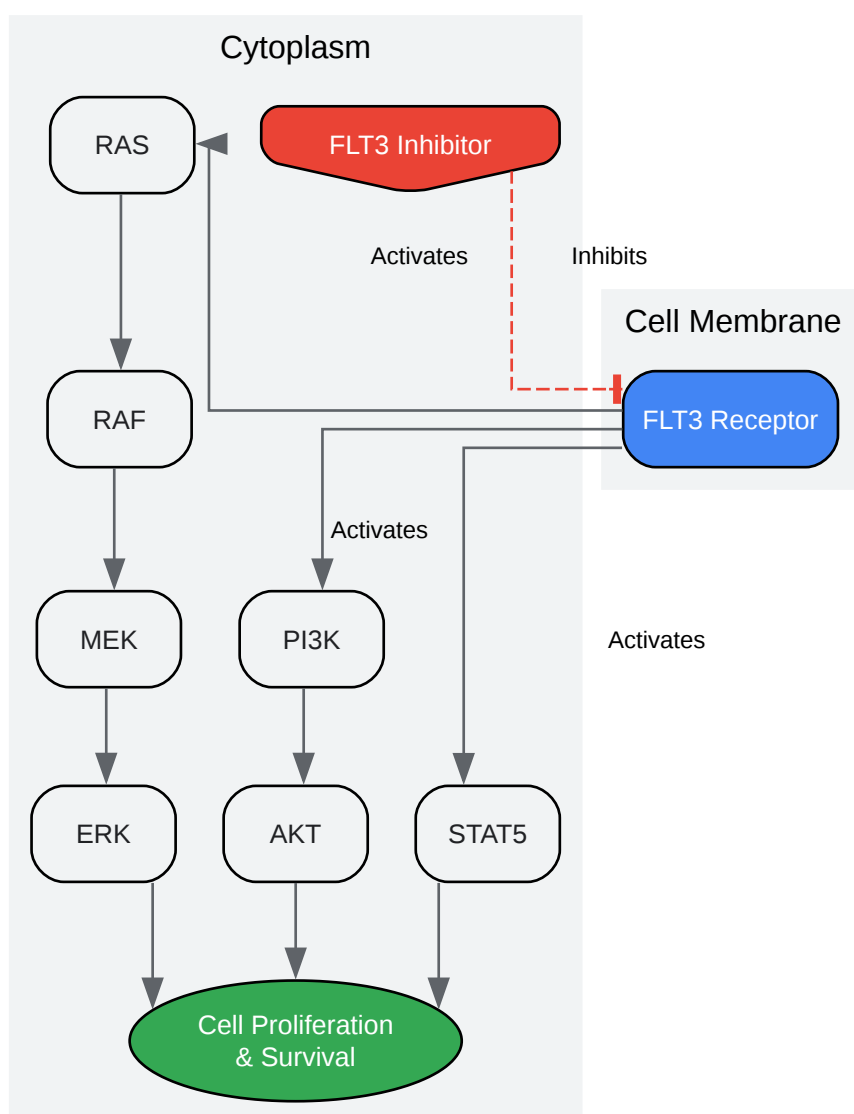 Cytoplasm
RAS
FLT3 Inhibitor
Activates
Inhibits
Cell Membrane
RAF
FLT3 Receptor
Activates
MEK
PI3K
Activates
ERK
AKT
STAT5
Cell Proliferation
& Survival